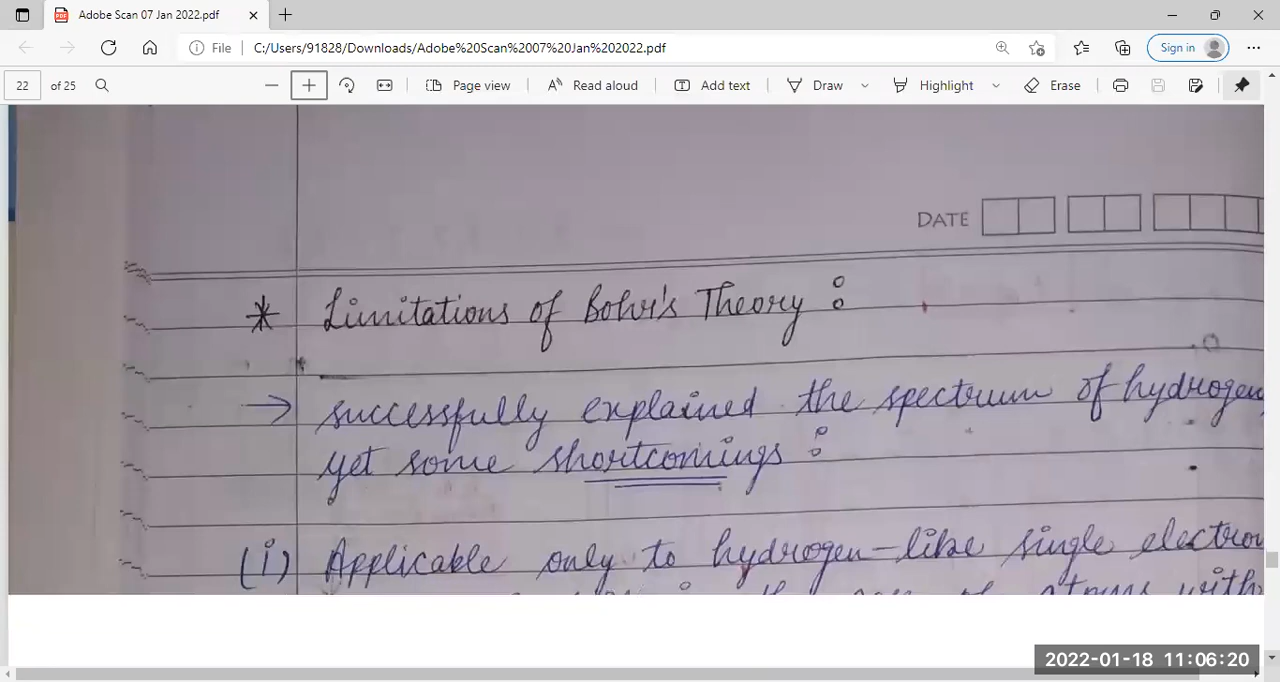 Adobe Scan 07 Jan 2022.pdf
File C:/Users/91828/Downloads/Adobe%20Scan%2007%20Jan%202022.pdf Sign in
22 of 25 Page view Read aloud Add text Draw Highlight Erase
DATE
* Limitations of Bohr's Theory :
→ successfully explained the spectrum of hydrogen
yet some shortcomings :
(i) Applicable only to hydrogen-like single electron
atoms with
2022-01-18 11:06:20